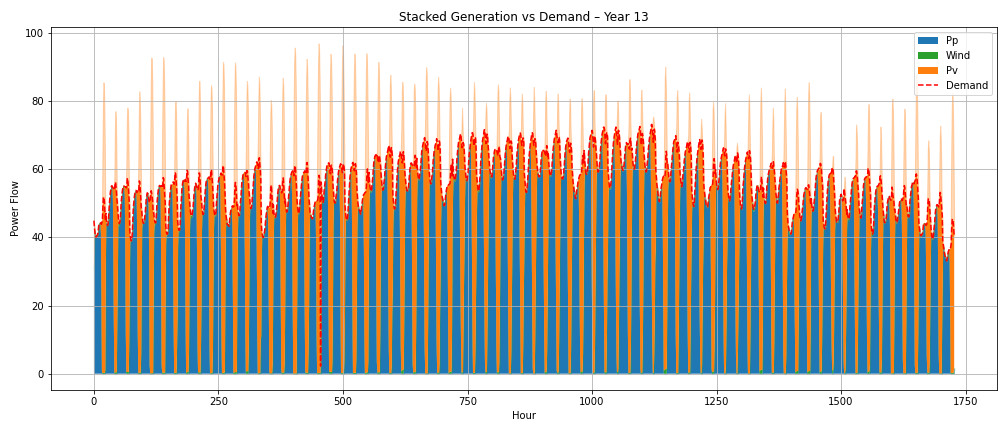 Stacked Generation vs Demand – Year 13
Pp
Wind
Pv
Demand
Power Flow
100
80
60
40
20
0
0 250 500 750 1000 1250 1500 1750
Hour